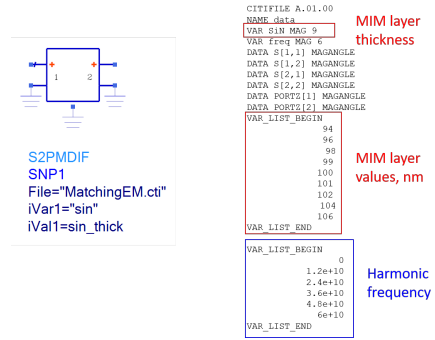 1 2
S2PMDIF
SNP1
File="MatchingEM.cti"
iVar1="sin"
iVal1=sin_thick
CITIFILE A.01.00
NAME data
VAR SiN MAG 9
VAR freq MAG 6
DATA S[1,1] MAGANGLE
DATA S[1,2] MAGANGLE
DATA S[2,1] MAGANGLE
DATA S[2,2] MAGANGLE
DATA PORTZ[1] MAGANGLE
DATA PORTZ[2] MAGANGLE
VAR_LIST_BEGIN
94
96
98
99
100
101
102
104
106
VAR_LIST_END
VAR_LIST_BEGIN
0
1.2e+10
2.4e+10
3.6e+10
4.8e+10
6e+10
VAR_LIST_END
MIM layer
thickness
MIM layer
values, nm
Harmonic
frequency